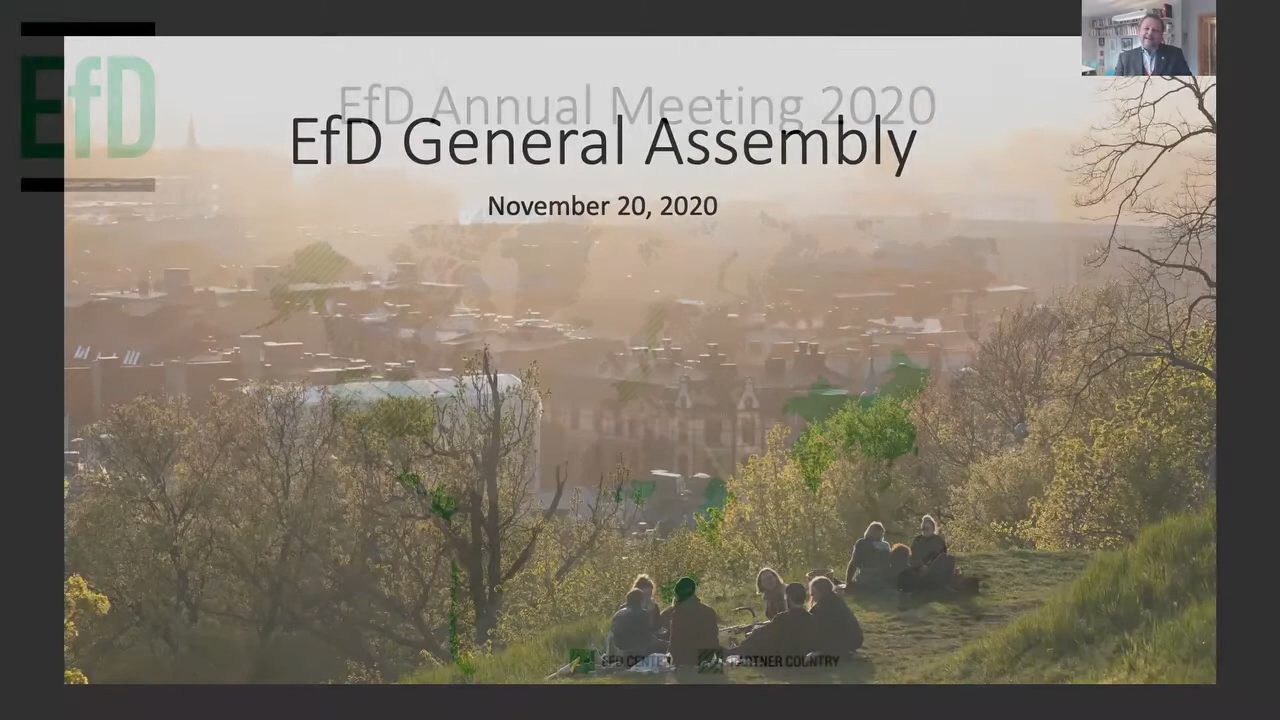 EfD
EfD Annual Meeting 2020
EfD General Assembly
November 20, 2020
EFD CENTER
PARTNER COUNTRY